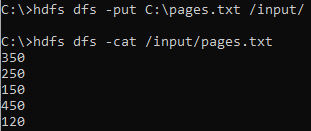 C:\>hdfs dfs -put C:\pages.txt /input/
C:\>hdfs dfs -cat /input/pages.txt
350
250
150
450
120